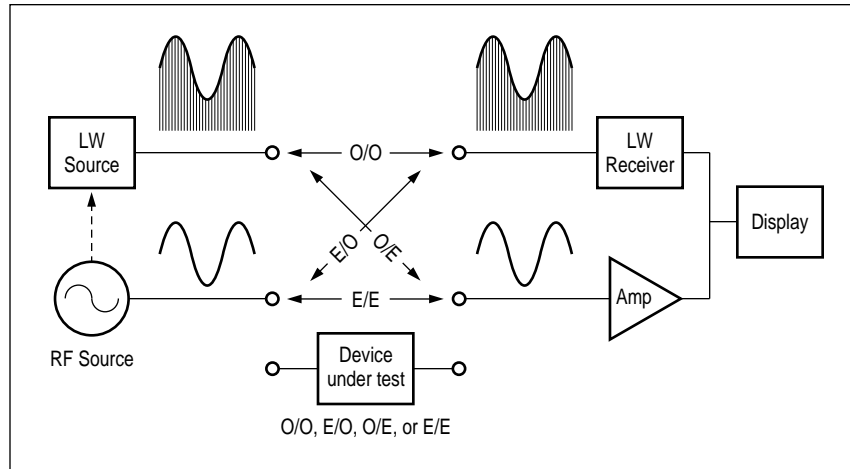 LW
Source
O/O
LW
Receiver
Display
E/O
O/E
RF Source
E/E
Amp
Device
under test
O/O, E/O, O/E, or E/E